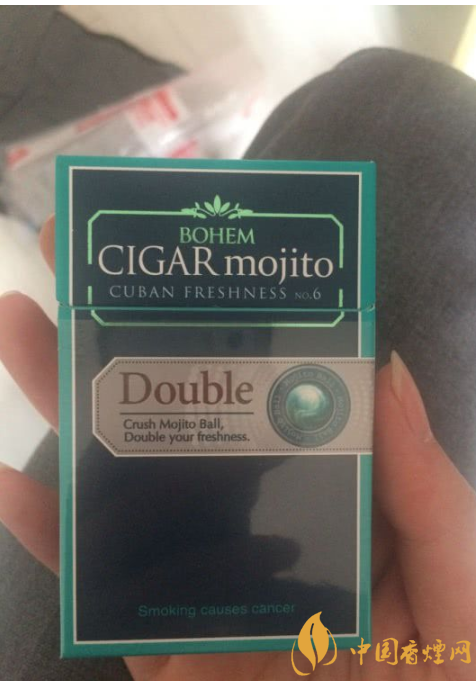 BOHEM
CIGAR mojito
CUBAN FRESHNESS NO.6
Double
Crush Mojito Ball,
Double your freshness.
Smoking causes cancer
中国香烟网